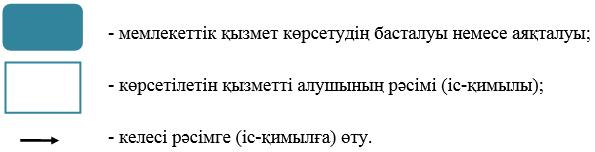 - мемлекеттік қызмет көрсетудің басталуы немесе аяқталуы;
- көрсетілетін қызметті алушының рәсімі (іс-қимылы);
- келесі рәсімге (іс-қимылға) өту.